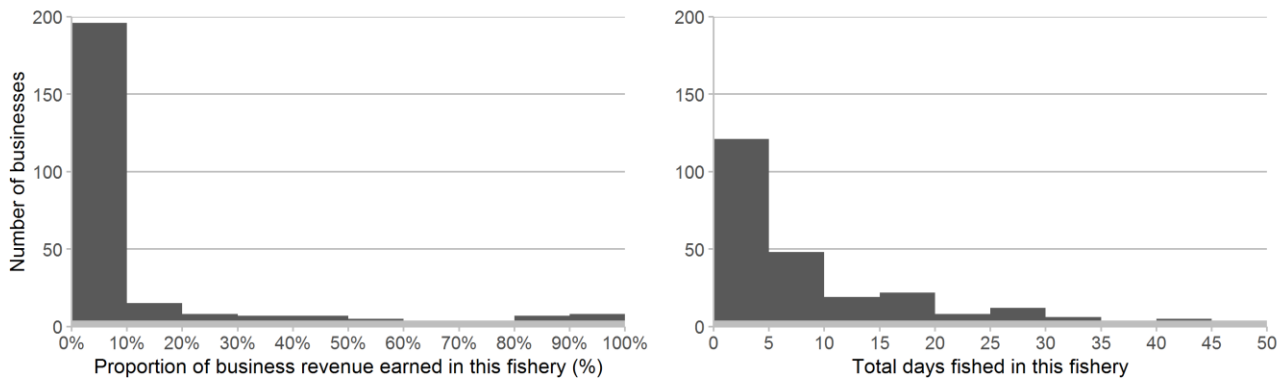 Number of businesses
200
150
100
50
0
0% 10% 20% 30% 40% 50% 60% 70% 80% 90% 100%
Proportion of business revenue earned in this fishery (%)
200
150
100
50
0
0 5 10 15 20 25 30 35 40 45 50
Total days fished in this fishery